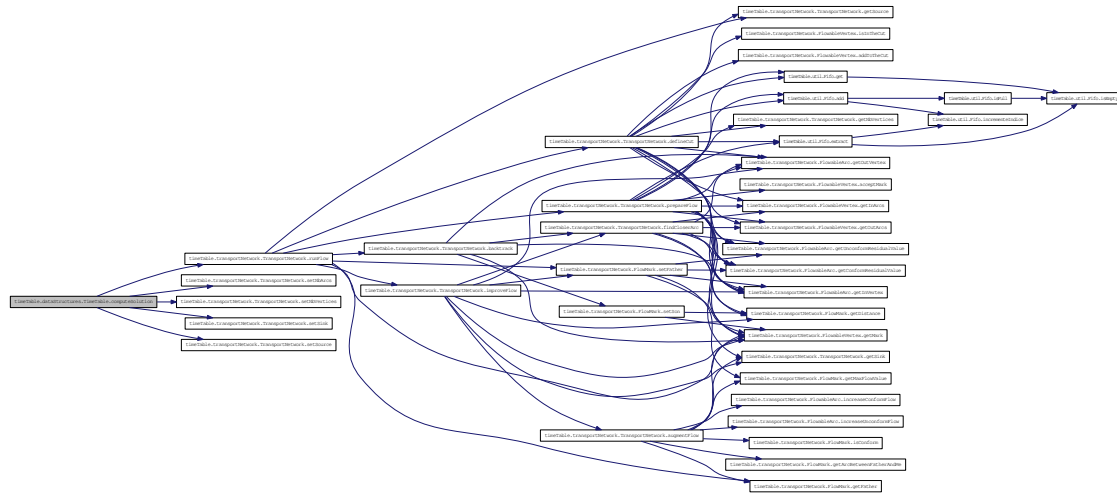 timeTable.transportNetwork.TransportNetwork.getSource
timeTable.transportNetwork.FlowableVertex.isInTheCut
timeTable.transportNetwork.FlowableVertex.addToTheCut
timeTable.util.Fifo.get
timeTable.util.Fifo.add
timeTable.util.Fifo.isFull
timeTable.util.Fifo.isEmpty
timeTable.transportNetwork.TransportNetwork.getNbVertices
timeTable.util.Fifo.incrementIndice
timeTable.transportNetwork.TransportNetwork.defineCut
timeTable.util.Fifo.extract
timeTable.transportNetwork.FlowableArc.getOutVertex
timeTable.transportNetwork.FlowableVertex.acceptMark
timeTable.transportNetwork.TransportNetwork.prepareFlow
timeTable.transportNetwork.FlowableVertex.getInArcs
timeTable.transportNetwork.TransportNetwork.findCloserArc
timeTable.transportNetwork.FlowableVertex.getOutArcs
timeTable.transportNetwork.TransportNetwork.backtrack
timeTable.transportNetwork.FlowableArc.getUnconformResidualValue
timeTable.transportNetwork.TransportNetwork.runFlow
timeTable.transportNetwork.FlowMark.setFather
timeTable.transportNetwork.FlowableArc.getConformResidualValue
timeTable.transportNetwork.TransportNetwork.setNbArcs
timeTable.transportNetwork.TransportNetwork.improveFlow
timeTable.transportNetwork.FlowableArc.getInVertex
timeTable.dataStructures.TimeTable.computeSolution
timeTable.transportNetwork.TransportNetwork.setNbVertices
timeTable.transportNetwork.FlowMark.setSon
timeTable.transportNetwork.FlowMark.getDistance
timeTable.transportNetwork.TransportNetwork.setSink
timeTable.transportNetwork.FlowableVertex.getMark
timeTable.transportNetwork.TransportNetwork.setSource
timeTable.transportNetwork.TransportNetwork.getSink
timeTable.transportNetwork.FlowMark.getMaxFlowValue
timeTable.transportNetwork.FlowableArc.increaseConformFlow
timeTable.transportNetwork.FlowableArc.increaseUnconformFlow
timeTable.transportNetwork.TransportNetwork.augmentFlow
timeTable.transportNetwork.FlowMark.isConform
timeTable.transportNetwork.FlowMark.getArcBetweenFatherAndMe
timeTable.transportNetwork.FlowMark.getFather